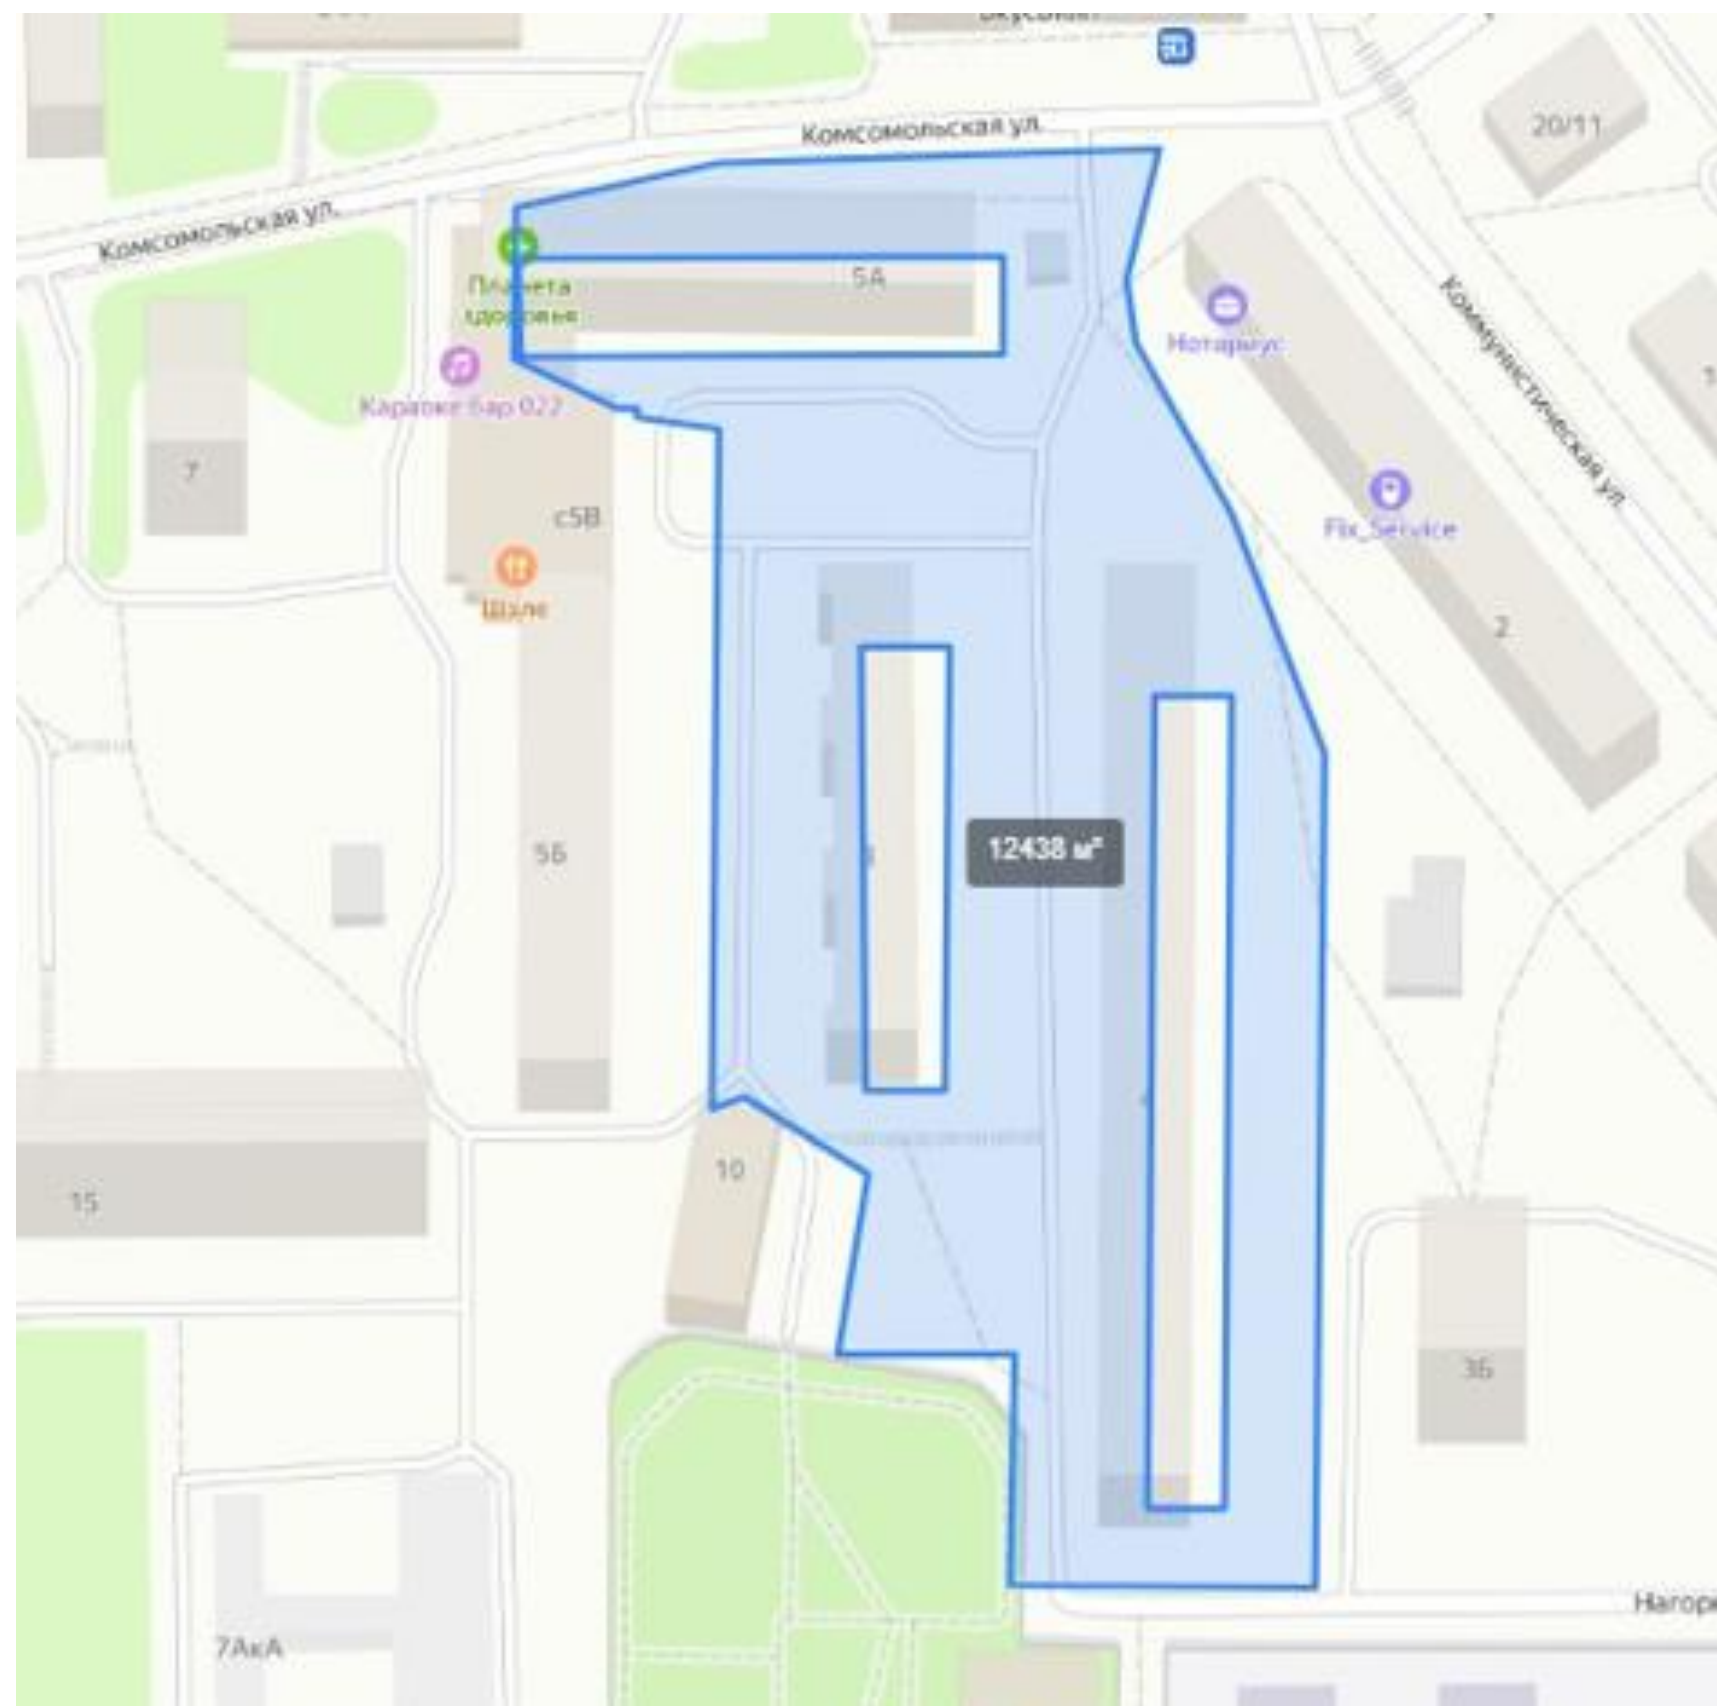 Комсомольская ул.
20/11
Комсомольская ул.
5А
Планета
здоровья
Нотариус
Коммунистическая ул.
Караоке бар 022
7
с5В
Flix_Service
Шале
2
5Б
12438 м²
10
15
3Б
7АкА